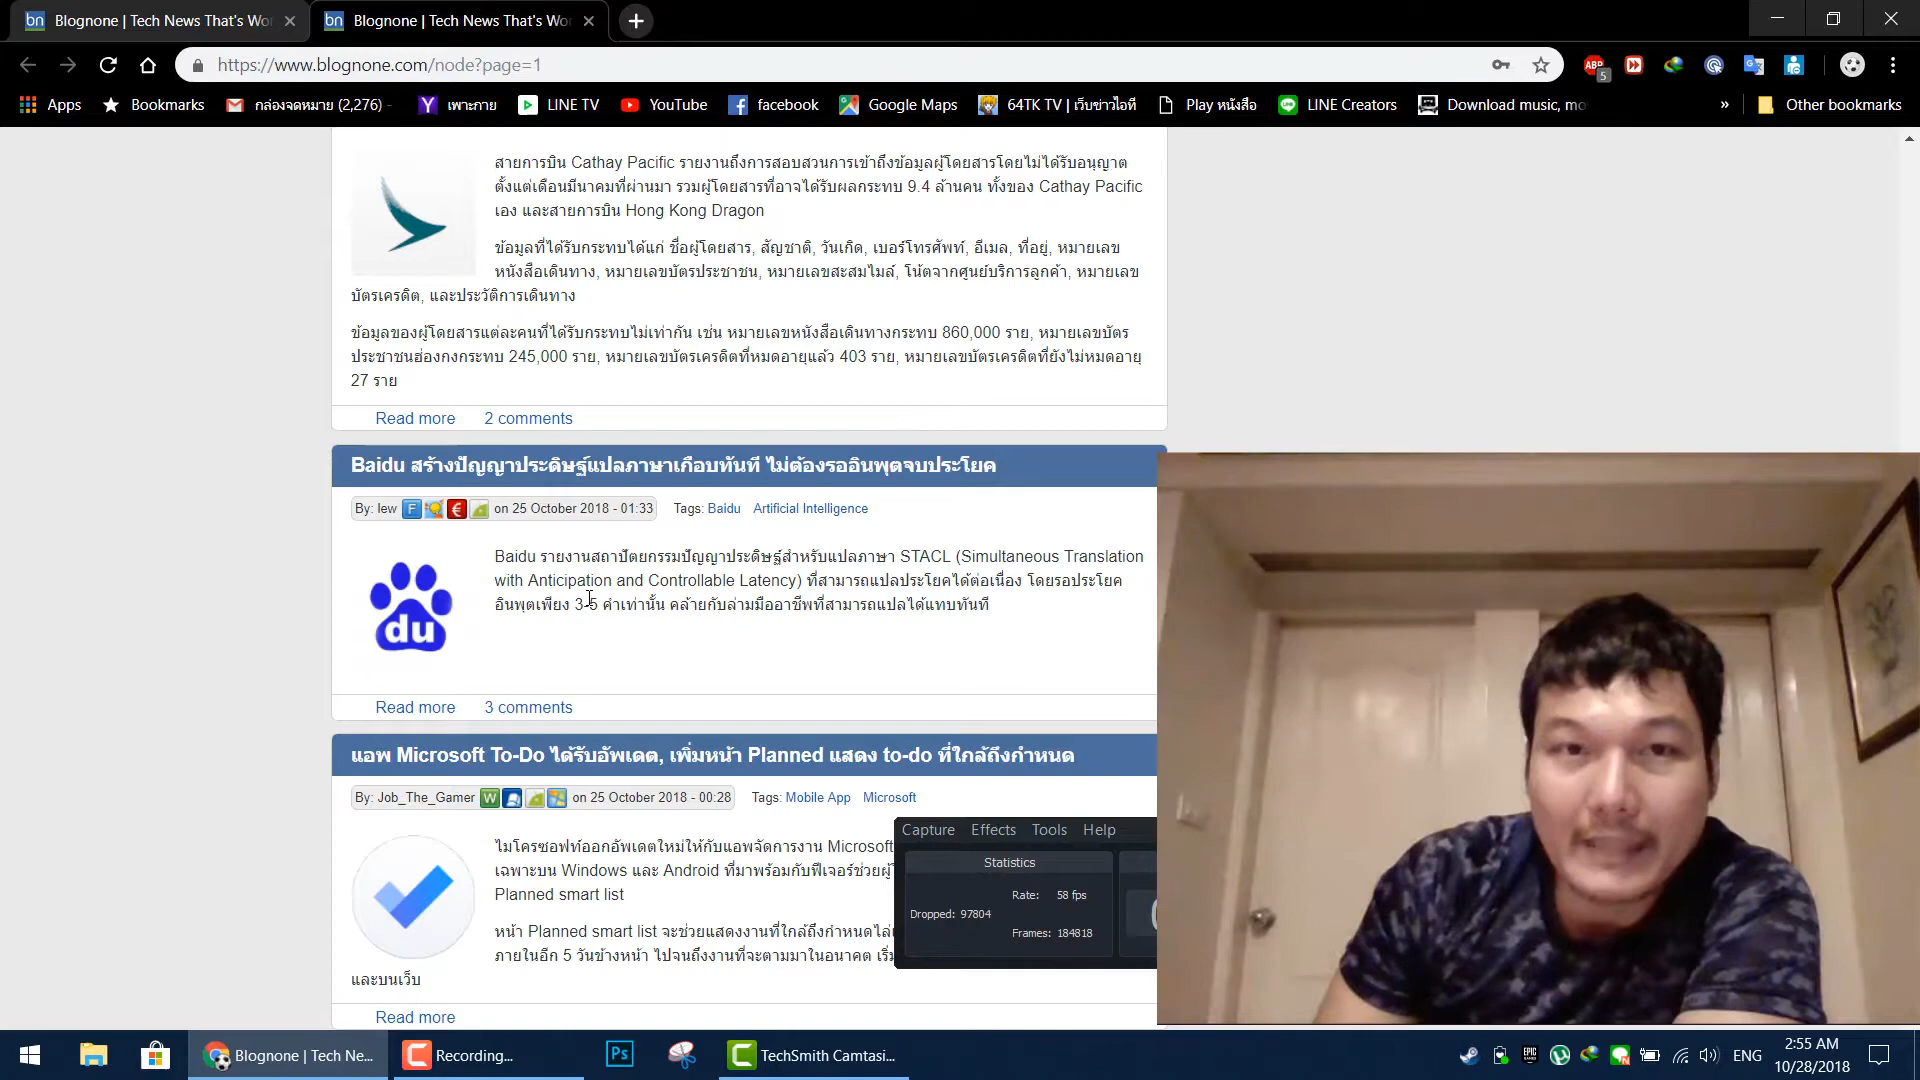 Blognone | Tech News That's Wo
Blognone | Tech News That's Wo
https://www.blognone.com/node?page=1
ABP
5
Apps
Bookmarks
กล่องจดหมาย (2,276) -
เพาะกาย
LINE TV
YouTube
facebook
Google Maps
64TK TV | เว็บข่าวไอที
Play หนังสือ
LINE Creators
Download music, mo
»
Other bookmarks
สายการบิน Cathay Pacific รายงานถึงการสอบสวนการเข้าถึงข้อมูลผู้โดยสารโดยไม่ได้รับอนุญาต
ตั้งแต่เดือนมีนาคมที่ผ่านมา รวมผู้โดยสารที่อาจได้รับผลกระทบ 9.4 ล้านคน ทั้งของ Cathay Pacific
เอง และสายการบิน Hong Kong Dragon
ข้อมูลที่ได้รับกระทบได้แก่ ชื่อผู้โดยสาร, สัญชาติ, วันเกิด, เบอร์โทรศัพท์, อีเมล, ที่อยู่, หมายเลข
หนังสือเดินทาง, หมายเลขบัตรประชาชน, หมายเลขสะสมไมล์, โน้ตจากศูนย์บริการลูกค้า, หมายเลข
บัตรเครดิต, และประวัติการเดินทาง
ข้อมูลของผู้โดยสารแต่ละคนที่ได้รับกระทบไม่เท่ากัน เช่น หมายเลขหนังสือเดินทางกระทบ 860,000 ราย, หมายเลขบัตร
ประชาชนฮ่องกงกระทบ 245,000 ราย, หมายเลขบัตรเครดิตที่หมดอายุแล้ว 403 ราย, หมายเลขบัตรเครดิตที่ยังไม่หมดอายุ
27 ราย
Read more 2 comments
Baidu สร้างปัญญาประดิษฐ์แปลภาษาเกือบทันที ไม่ต้องรออินพุตจบประโยค
By: lew on 25 October 2018 - 01:33 Tags: Baidu Artificial Intelligence
Baidu รายงานสถาปัตยกรรมปัญญาประดิษฐ์สำหรับแปลภาษา STACL (Simultaneous Translation
with Anticipation and Controllable Latency) ที่สามารถแปลประโยคได้ต่อเนื่อง โดยรอประโยค
อินพุตเพียง 3-5 คำเท่านั้น คล้ายกับล่ามมืออาชีพที่สามารถแปลได้แทบทันที
du
Read more 3 comments
แอพ Microsoft To-Do ได้รับอัพเดต, เพิ่มหน้า Planned แสดง to-do ที่ใกล้ถึงกำหนด
By: Job_The_Gamer on 25 October 2018 - 00:28 Tags: Mobile App Microsoft
ไมโครซอฟท์ออกอัพเดตใหม่ให้กับแอพจัดการงาน Microsoft
เฉพาะบน Windows และ Android ที่มาพร้อมกับฟีเจอร์ช่วยผู้
Planned smart list
หน้า Planned smart list จะช่วยแสดงงานที่ใกล้ถึงกำหนดไล่
ภายในอีก 5 วันข้างหน้า ไปจนถึงงานที่จะตามมาในอนาคต เริ่
และบนเว็บ
Read more
Capture Effects Tools Help
Statistics
Rate: 58 fps
Dropped: 97804
Frames: 184818
Blognone | Tech Ne...
Recording...
Ps
TechSmith Camtasi...
ENG
2:55 AM
10/28/2018